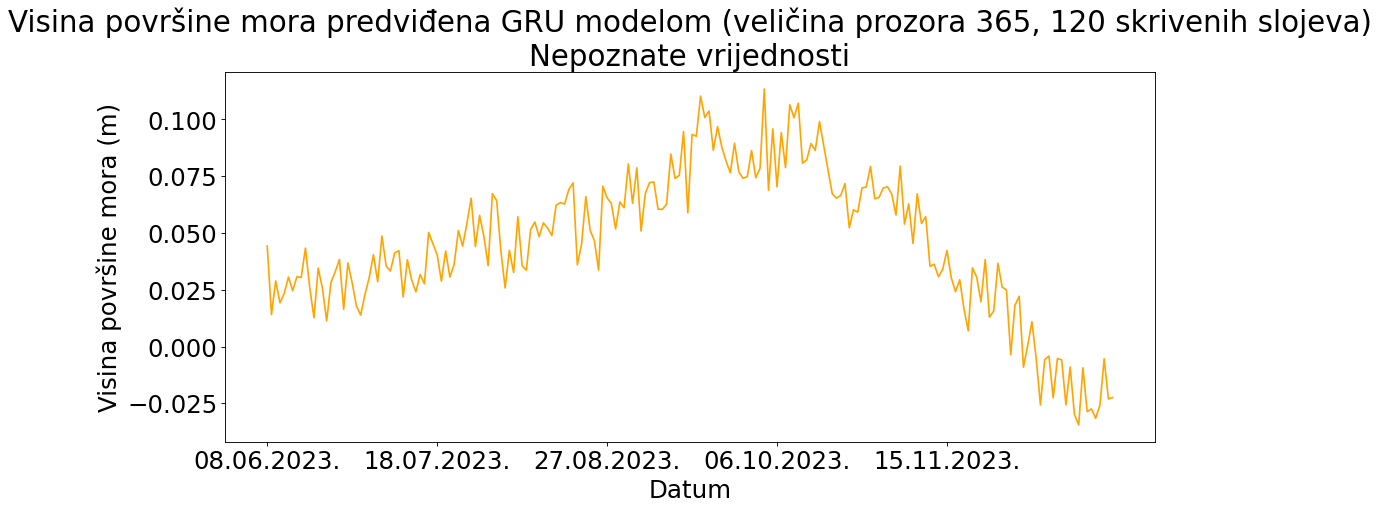 Visina površine mora predviđena GRU modelom (veličina prozora 365, 120 skrivenih slojeva)
Nepoznate vrijednosti
Visina površine mora (m)
0.100
0.075
0.050
0.025
0.000
−0.025
08.06.2023. 18.07.2023. 27.08.2023. 06.10.2023. 15.11.2023.
Datum